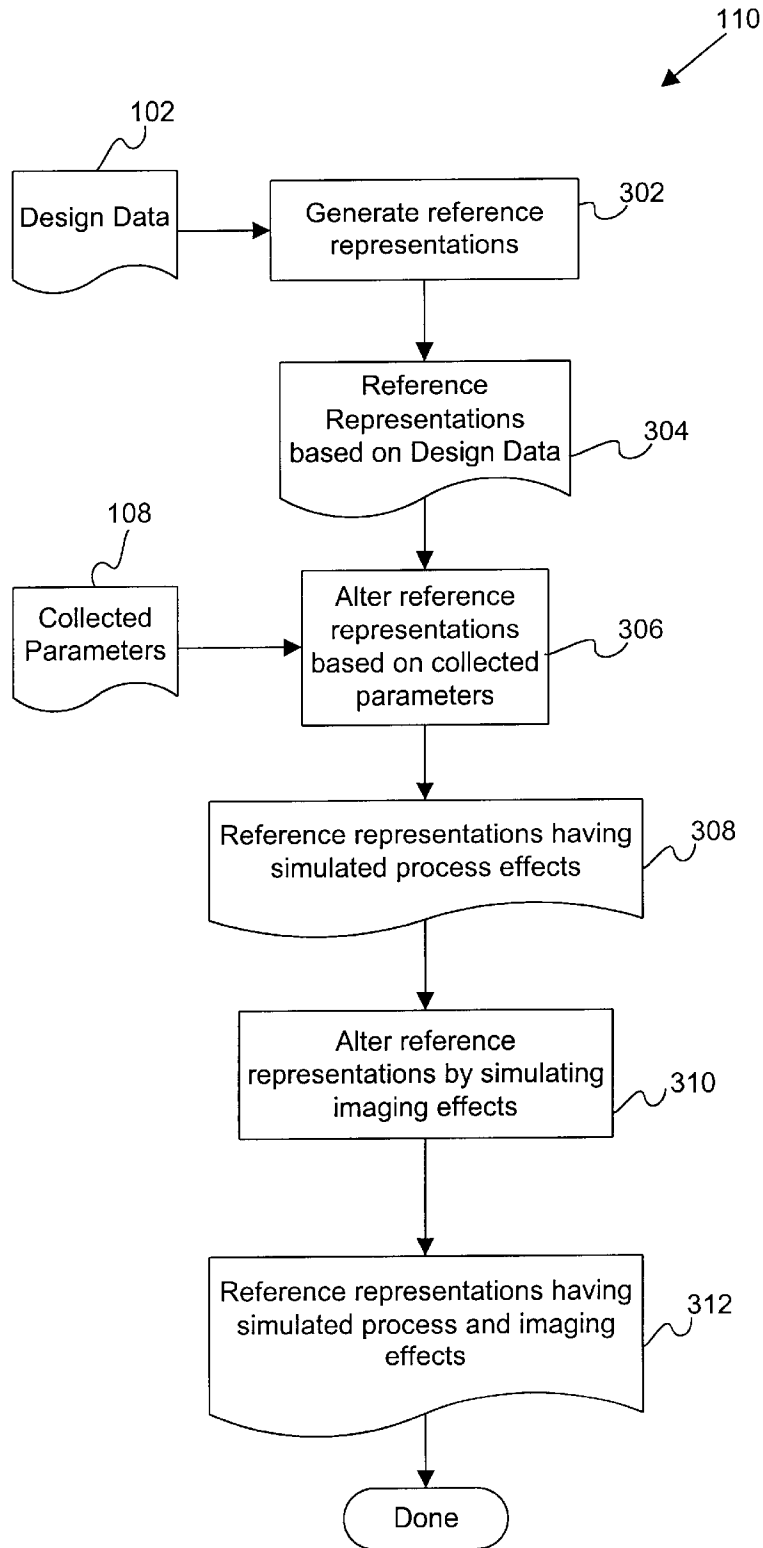 110
102
Design Data
Generate reference
representations
302
Reference
Representations
based on Design Data
304
108
Collected
Parameters
Alter reference
representations
based on collected
parameters
306
Reference representations having
simulated process effects
308
Alter reference
representations by simulating
imaging effects
310
Reference representations having
simulated process and imaging
effects
312
Done